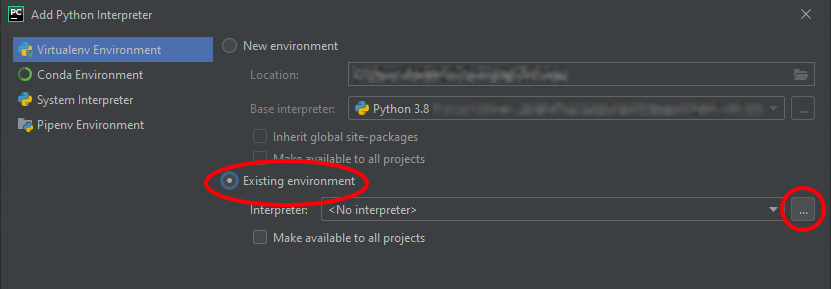 PC Add Python Interpreter
Virtualenv Environment
Conda Environment
System Interpreter
Pipenv Environment
New environment
Location:
Base interpreter: Python 3.8 ...
Inherit global site-packages
Make available to all projects
Existing environment
Interpreter: <No interpreter> ...
Make available to all projects